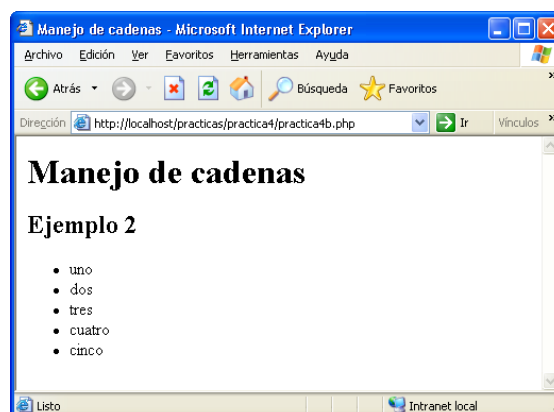 Manejo de cadenas - Microsoft Internet Explorer
Archivo Edición Ver Favoritos Herramientas Ayuda
Atrás Búsqueda Favoritos »
Dirección http://localhost/practicas/practica4/practica4b.php Ir Vínculos »
Manejo de cadenas
Ejemplo 2
• uno
• dos
• tres
• cuatro
• cinco
Listo Intranet local